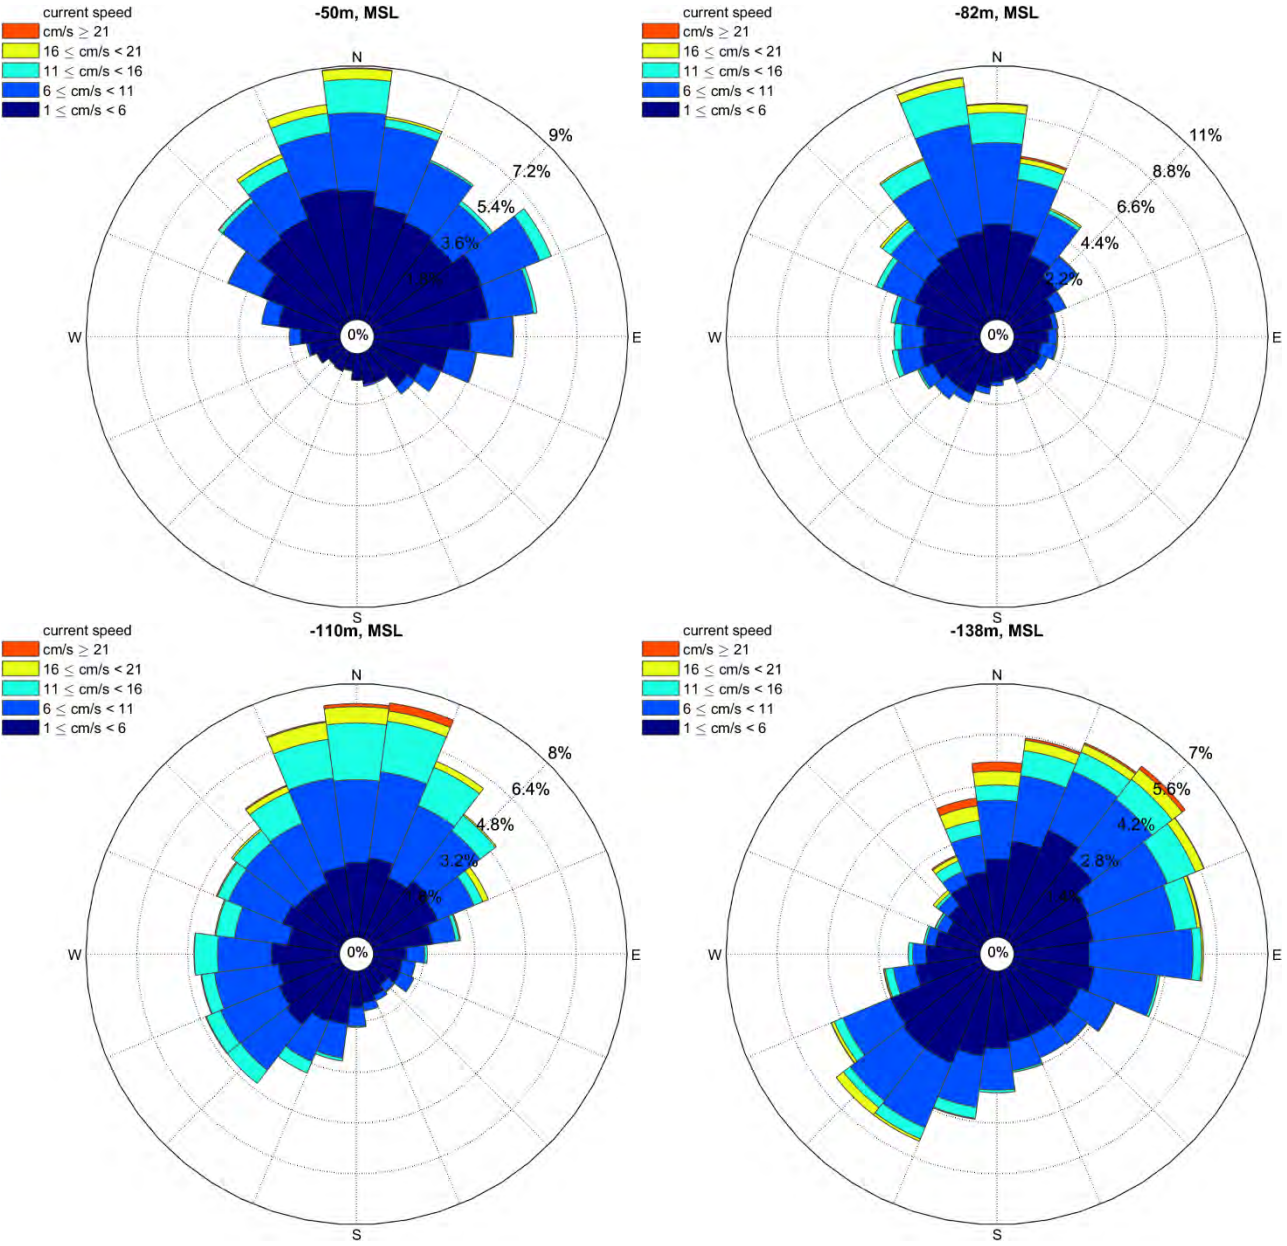 current speed
cm/s ≥ 21
16 ≤ cm/s < 21
11 ≤ cm/s < 16
6 ≤ cm/s < 11
1 ≤ cm/s < 6
-50m, MSL
N
9%
7.2%
5.4%
3.6%
1.8%
0%
W
E
S
current speed
cm/s ≥ 21
16 ≤ cm/s < 21
11 ≤ cm/s < 16
6 ≤ cm/s < 11
1 ≤ cm/s < 6
-82m, MSL
N
11%
8.8%
6.6%
4.4%
2.2%
0%
W
E
S
current speed
cm/s ≥ 21
16 ≤ cm/s < 21
11 ≤ cm/s < 16
6 ≤ cm/s < 11
1 ≤ cm/s < 6
-110m, MSL
N
8%
6.4%
4.8%
3.2%
0%
W
E
S
current speed
cm/s ≥ 21
16 ≤ cm/s < 21
11 ≤ cm/s < 16
6 ≤ cm/s < 11
1 ≤ cm/s < 6
-138m, MSL
N
7%
5.6%
4.2%
2.8%
1.4%
0%
W
E
S